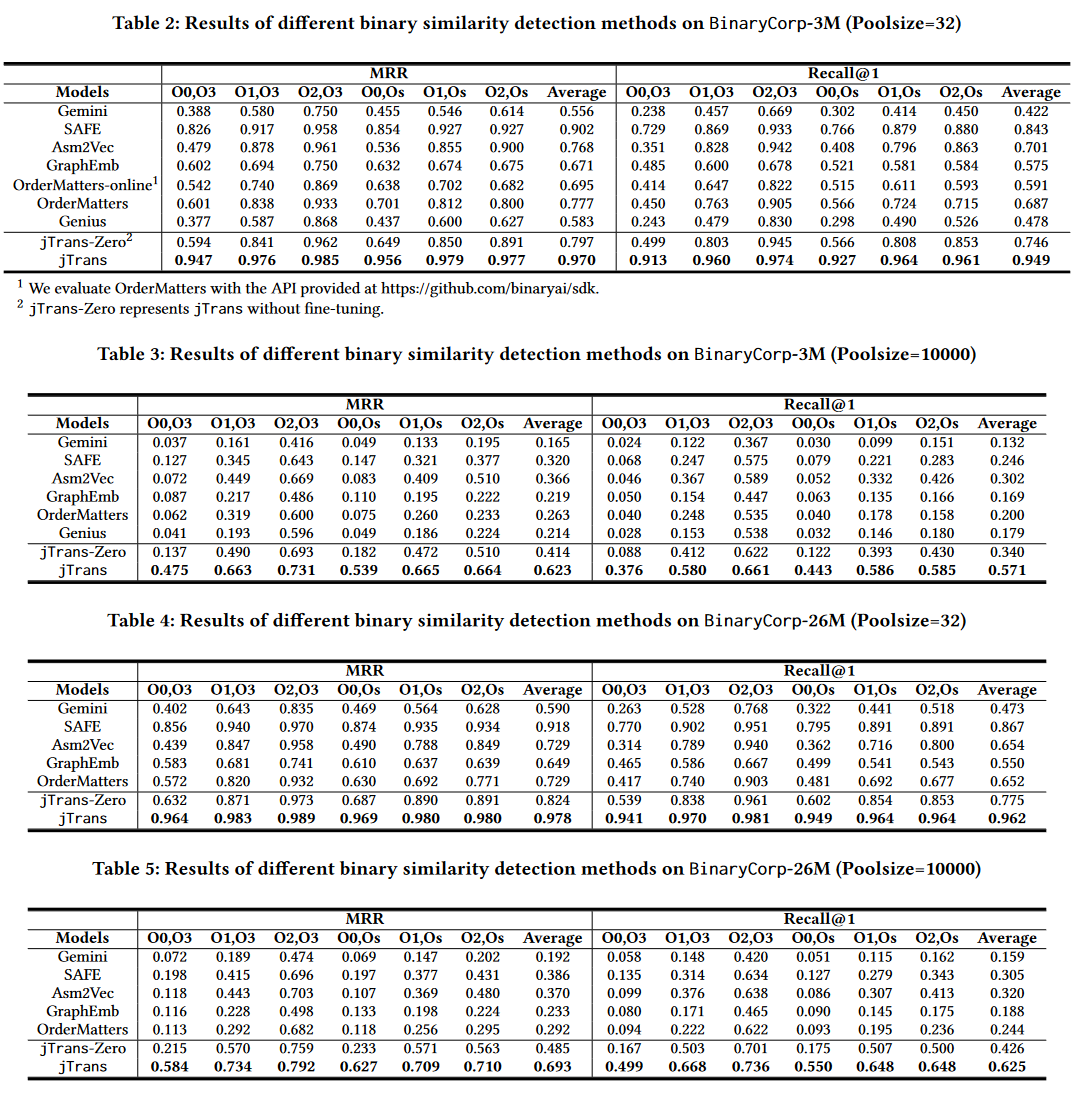 Table 2: Results of different binary similarity detection methods on BinaryCorp-3M (Poolsize=32)
MRR Recall@1
Models O0,O3 O1,O3 O2,O3 O0,Os O1,Os O2,Os Average O0,O3 O1,O3 O2,O3 O0,Os O1,Os O2,Os Average
Gemini 0.388 0.580 0.750 0.455 0.546 0.614 0.556 0.238 0.457 0.669 0.302 0.414 0.450 0.422
SAFE 0.826 0.917 0.958 0.854 0.927 0.927 0.902 0.729 0.869 0.933 0.766 0.879 0.880 0.843
Asm2Vec 0.479 0.878 0.961 0.536 0.855 0.900 0.768 0.351 0.828 0.942 0.408 0.796 0.863 0.701
GraphEmb 0.602 0.694 0.750 0.632 0.674 0.675 0.671 0.485 0.600 0.678 0.521 0.581 0.584 0.575
OrderMatters-online¹ 0.542 0.740 0.869 0.638 0.702 0.682 0.695 0.414 0.647 0.822 0.515 0.611 0.593 0.591
OrderMatters 0.601 0.838 0.933 0.701 0.812 0.800 0.777 0.450 0.763 0.905 0.566 0.724 0.715 0.687
Genius 0.377 0.587 0.868 0.437 0.600 0.627 0.583 0.243 0.479 0.830 0.298 0.490 0.526 0.478
jTrans-Zero² 0.594 0.841 0.962 0.649 0.850 0.891 0.797 0.499 0.803 0.945 0.566 0.808 0.853 0.746
jTrans 0.947 0.976 0.985 0.956 0.979 0.977 0.970 0.913 0.960 0.974 0.927 0.964 0.961 0.949
¹ We evaluate OrderMatters with the API provided at https://github.com/binaryai/sdk.
² jTrans-Zero represents jTrans without fine-tuning.
Table 3: Results of different binary similarity detection methods on BinaryCorp-3M (Poolsize=10000)
MRR Recall@1
Models O0,O3 O1,O3 O2,O3 O0,Os O1,Os O2,Os Average O0,O3 O1,O3 O2,O3 O0,Os O1,Os O2,Os Average
Gemini 0.037 0.161 0.416 0.049 0.133 0.195 0.165 0.024 0.122 0.367 0.030 0.099 0.151 0.132
SAFE 0.127 0.345 0.643 0.147 0.321 0.377 0.320 0.068 0.247 0.575 0.079 0.221 0.283 0.246
Asm2Vec 0.072 0.449 0.669 0.083 0.409 0.510 0.366 0.046 0.367 0.589 0.052 0.332 0.426 0.302
GraphEmb 0.087 0.217 0.486 0.110 0.195 0.222 0.219 0.050 0.154 0.447 0.063 0.135 0.166 0.169
OrderMatters 0.062 0.319 0.600 0.075 0.260 0.233 0.263 0.040 0.248 0.535 0.040 0.178 0.158 0.200
Genius 0.041 0.193 0.596 0.049 0.186 0.224 0.214 0.028 0.153 0.538 0.032 0.146 0.180 0.179
jTrans-Zero 0.137 0.490 0.693 0.182 0.472 0.510 0.414 0.088 0.412 0.622 0.122 0.393 0.430 0.340
jTrans 0.475 0.663 0.731 0.539 0.665 0.664 0.623 0.376 0.580 0.661 0.443 0.586 0.585 0.571
Table 4: Results of different binary similarity detection methods on BinaryCorp-26M (Poolsize=32)
MRR Recall@1
Models O0,O3 O1,O3 O2,O3 O0,Os O1,Os O2,Os Average O0,O3 O1,O3 O2,O3 O0,Os O1,Os O2,Os Average
Gemini 0.402 0.643 0.835 0.469 0.564 0.628 0.590 0.263 0.528 0.768 0.322 0.441 0.518 0.473
SAFE 0.856 0.940 0.970 0.874 0.935 0.934 0.918 0.770 0.902 0.951 0.795 0.891 0.891 0.867
Asm2Vec 0.439 0.847 0.958 0.490 0.788 0.849 0.729 0.314 0.789 0.940 0.362 0.716 0.800 0.654
GraphEmb 0.583 0.681 0.741 0.610 0.637 0.639 0.649 0.465 0.586 0.667 0.499 0.541 0.543 0.550
OrderMatters 0.572 0.820 0.932 0.630 0.692 0.771 0.729 0.417 0.740 0.903 0.481 0.692 0.677 0.652
jTrans-Zero 0.632 0.871 0.973 0.687 0.890 0.891 0.824 0.539 0.838 0.961 0.602 0.854 0.853 0.775
jTrans 0.964 0.983 0.989 0.969 0.980 0.980 0.978 0.941 0.970 0.981 0.949 0.964 0.964 0.962
Table 5: Results of different binary similarity detection methods on BinaryCorp-26M (Poolsize=10000)
MRR Recall@1
Models O0,O3 O1,O3 O2,O3 O0,Os O1,Os O2,Os Average O0,O3 O1,O3 O2,O3 O0,Os O1,Os O2,Os Average
Gemini 0.072 0.189 0.474 0.069 0.147 0.202 0.192 0.058 0.148 0.420 0.051 0.115 0.162 0.159
SAFE 0.198 0.415 0.696 0.197 0.377 0.431 0.386 0.135 0.314 0.634 0.127 0.279 0.343 0.305
Asm2Vec 0.118 0.443 0.703 0.107 0.369 0.480 0.370 0.099 0.376 0.638 0.086 0.307 0.413 0.320
GraphEmb 0.116 0.228 0.498 0.133 0.198 0.224 0.233 0.080 0.171 0.465 0.090 0.145 0.175 0.188
OrderMatters 0.113 0.292 0.682 0.118 0.256 0.295 0.292 0.094 0.222 0.622 0.093 0.195 0.236 0.244
jTrans-Zero 0.215 0.570 0.759 0.233 0.571 0.563 0.485 0.167 0.503 0.701 0.175 0.507 0.500 0.426
jTrans 0.584 0.734 0.792 0.627 0.709 0.710 0.693 0.499 0.668 0.736 0.550 0.648 0.648 0.625